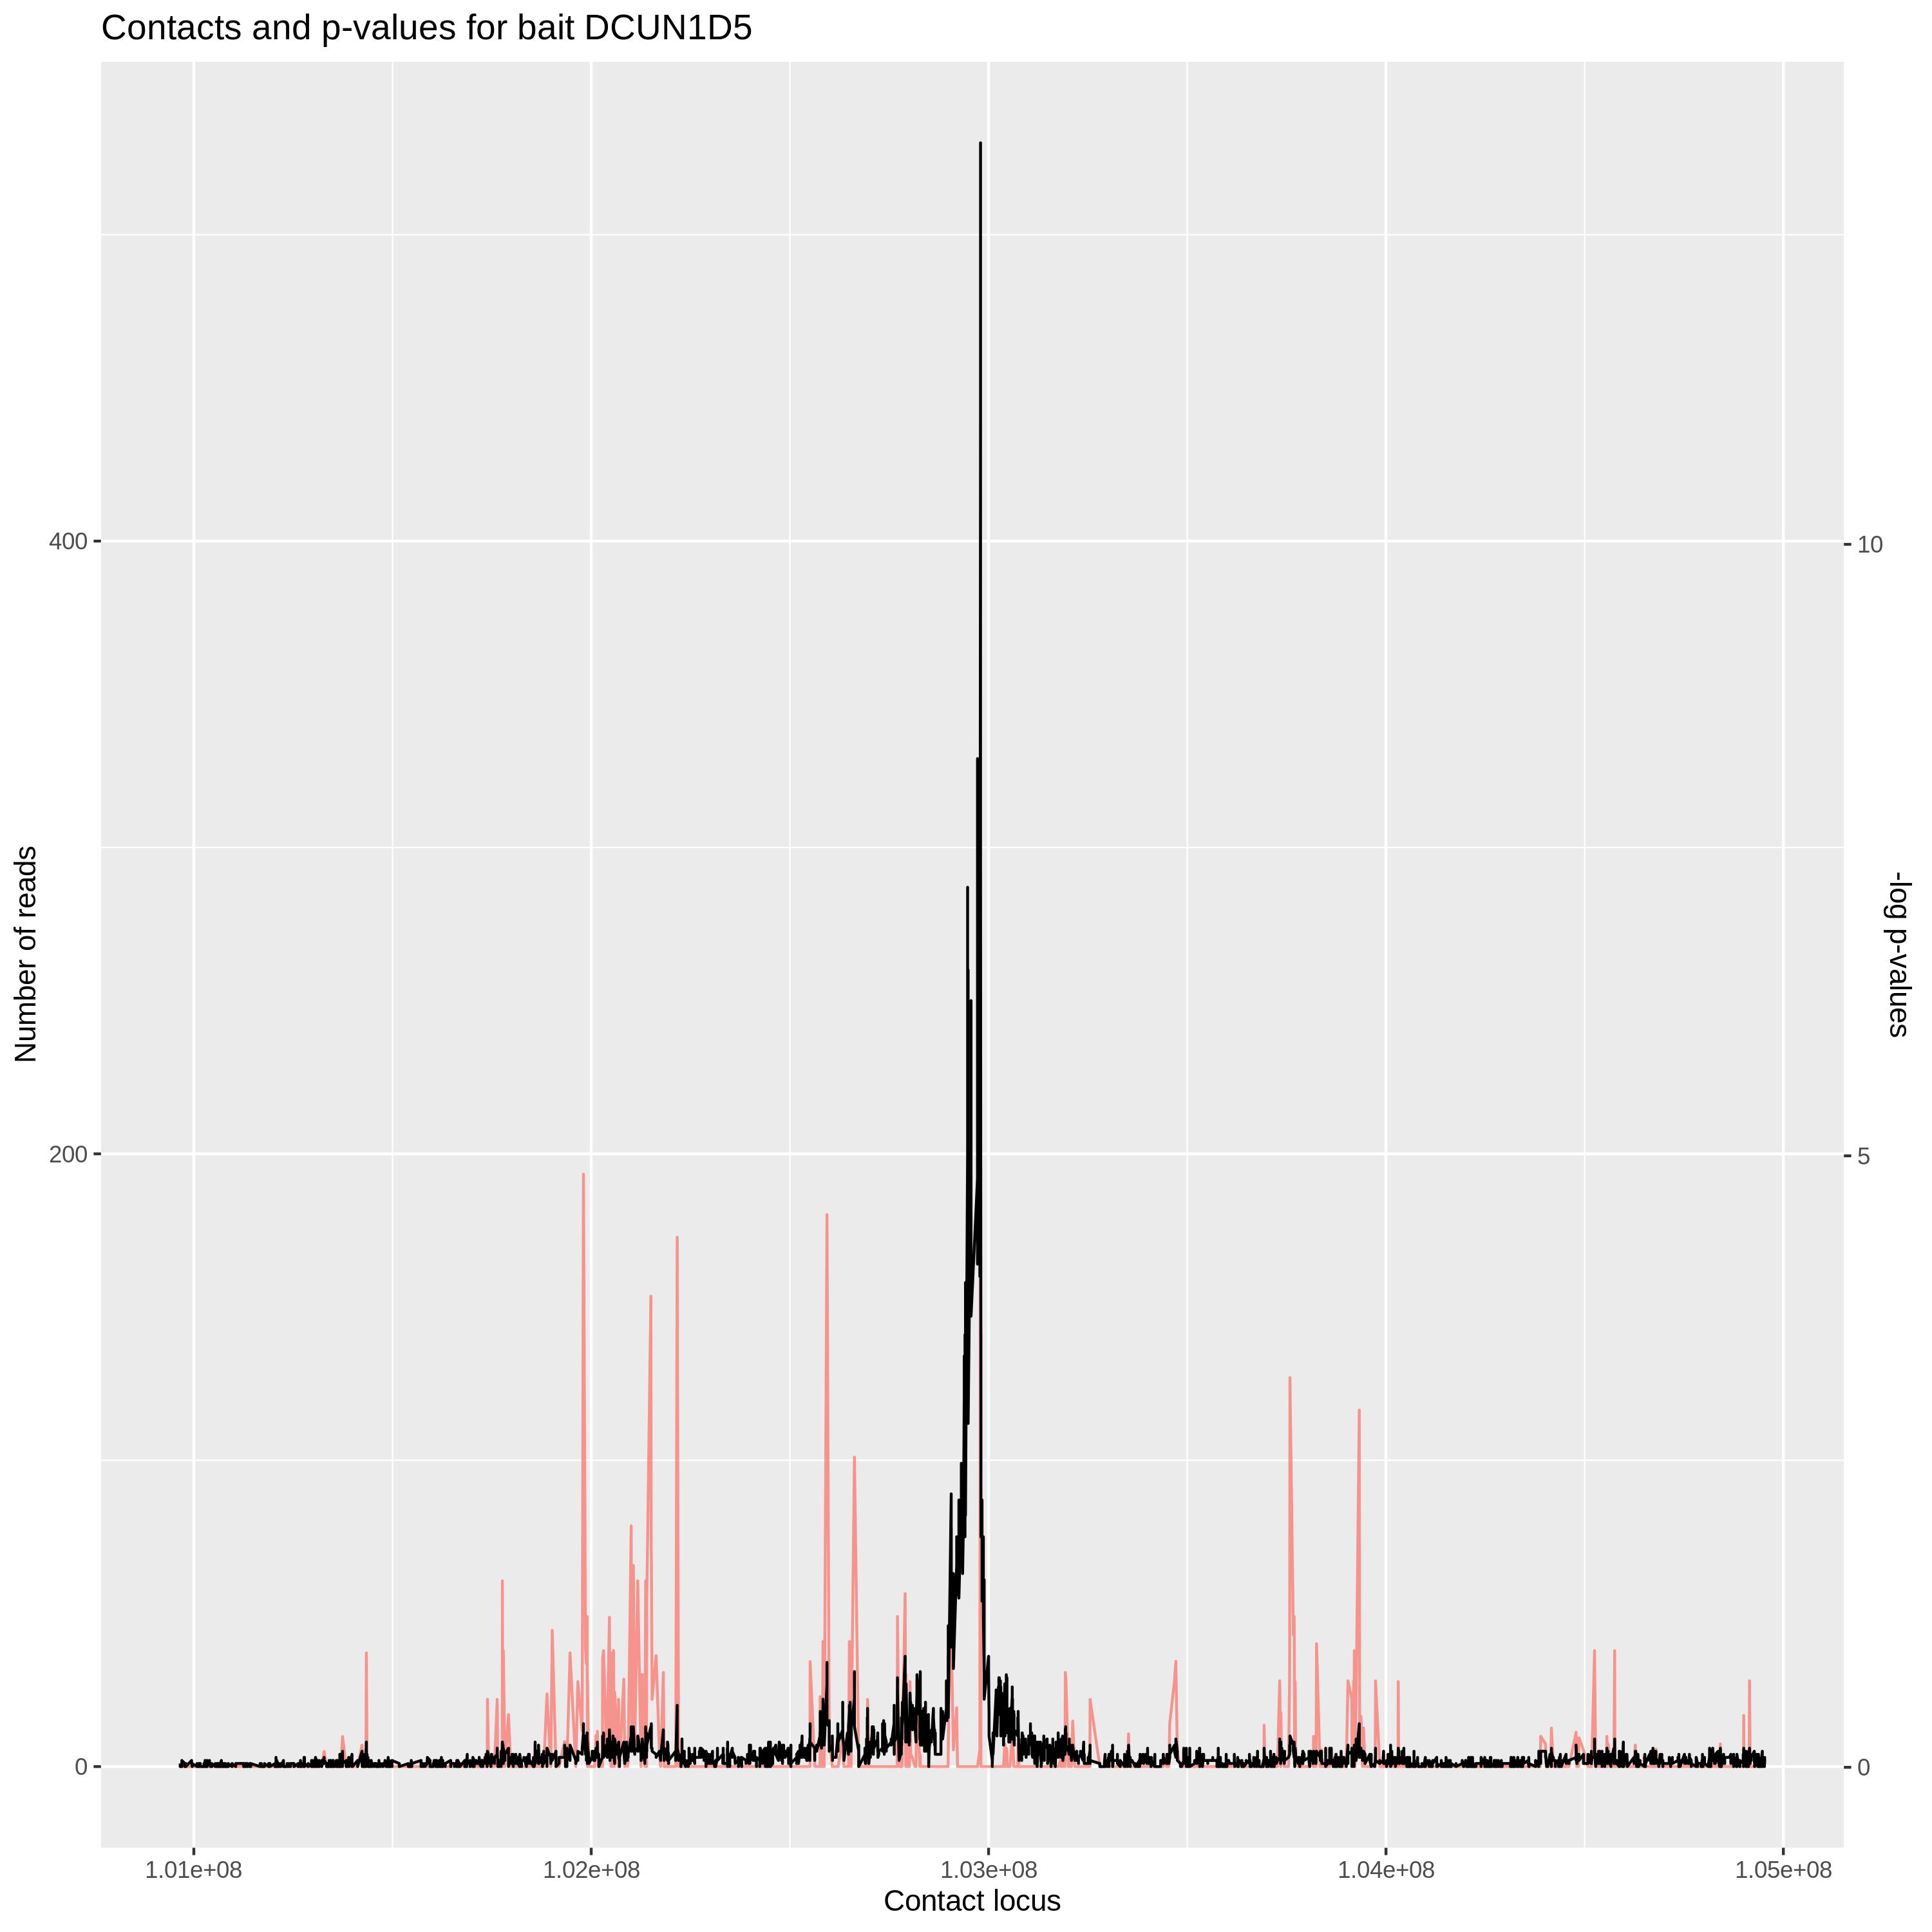 Contacts and p-values for bait DCUN1D5
Number of reads
400
200
0
10
5
0
-log p-values
1.01e+08 1.02e+08 1.03e+08 1.04e+08 1.05e+08
Contact locus